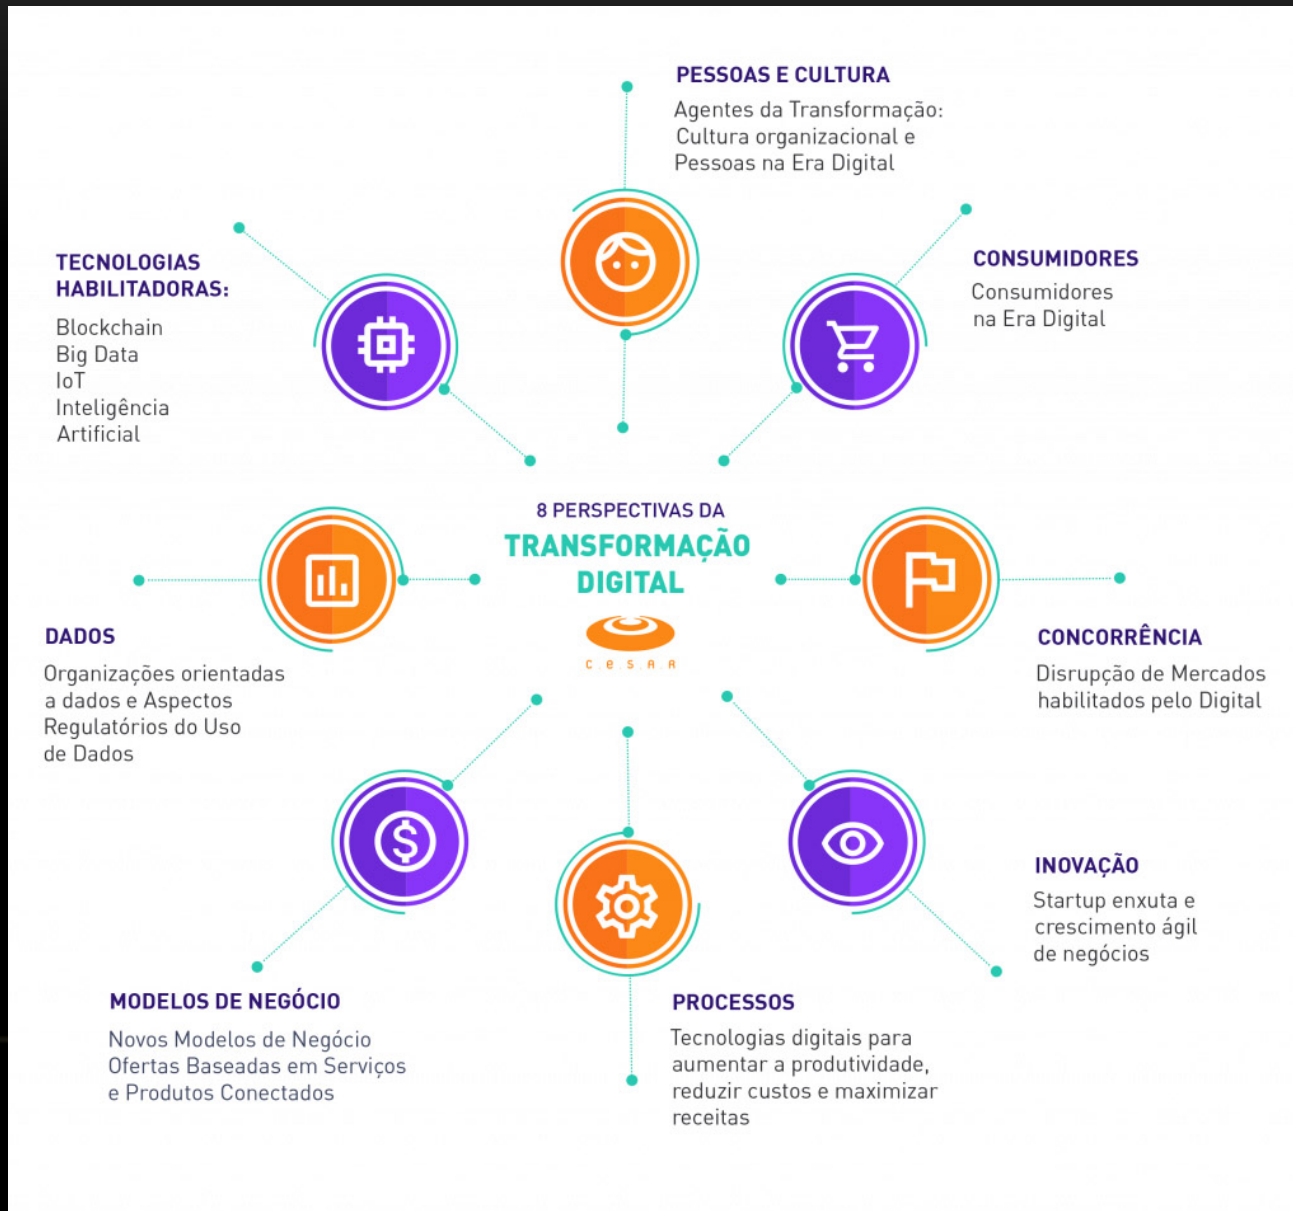 PESSOAS E CULTURA
Agentes da Transformação:
Cultura organizacional e
Pessoas na Era Digital
CONSUMIDORES
Consumidores
na Era Digital
TECNOLOGIAS
HABILITADORAS:
Blockchain
Big Data
IoT
Inteligência
Artificial
8 PERSPECTIVAS DA
TRANSFORMAÇÃO
DIGITAL
C.e.S.A.R
DADOS
Organizações orientadas
a dados e Aspectos
Regulatórios do Uso
de Dados
CONCORRÊNCIA
Disrupção de Mercados
habilitados pelo Digital
INOVAÇÃO
Startup enxuta e
crescimento ágil
de negócios
MODELOS DE NEGÓCIO
Novos Modelos de Negócio
Ofertas Baseadas em Serviços
e Produtos Conectados
PROCESSOS
Tecnologias digitais para
aumentar a produtividade,
reduzir custos e maximizar
receitas